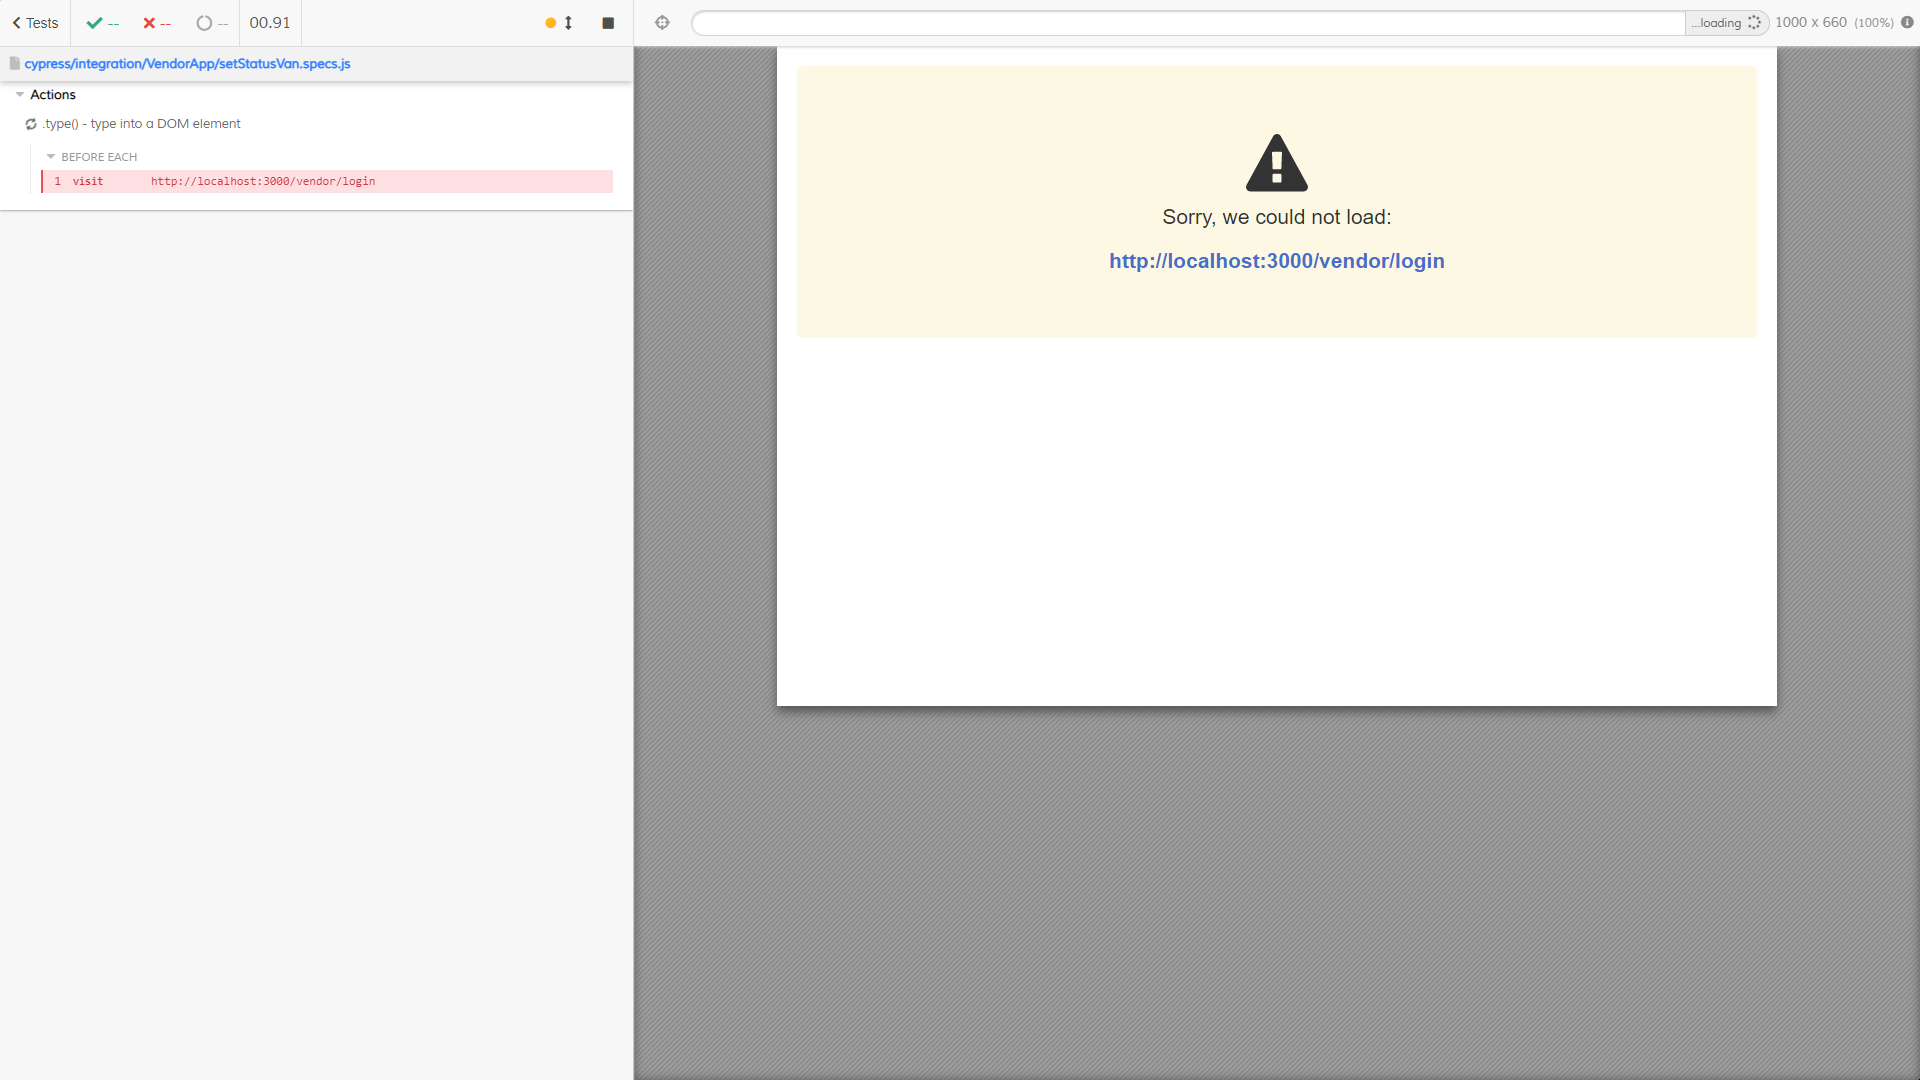 Tests -- -- -- 00.91
...loading 1000 x 660 (100%)
cypress/integration/VendorApp/setStatusVan.specs.js
Actions
.type() - type into a DOM element
BEFORE EACH
1 visit http://localhost:3000/vendor/login
Sorry, we could not load:
http://localhost:3000/vendor/login